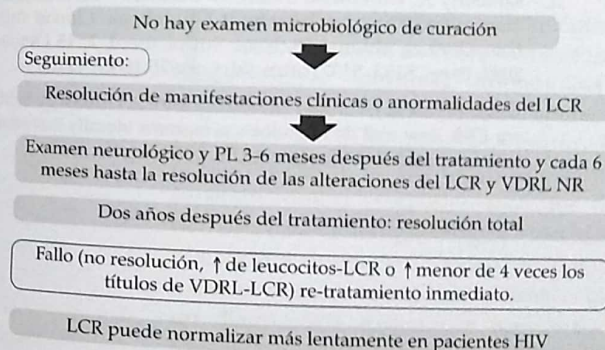 No hay examen microbiológico de curación
Seguimiento:
Resolución de manifestaciones clínicas o anormalidades del LCR
Examen neurológico y PL 3-6 meses después del tratamiento y cada 6
meses hasta la resolución de las alteraciones del LCR y VDRL NR
Dos años después del tratamiento: resolución total
Fallo (no resolución, ↑ de leucocitos-LCR o ↑ menor de 4 veces los
títulos de VDRL-LCR) re-tratamiento inmediato.
LCR puede normalizar más lentamente en pacientes HIV